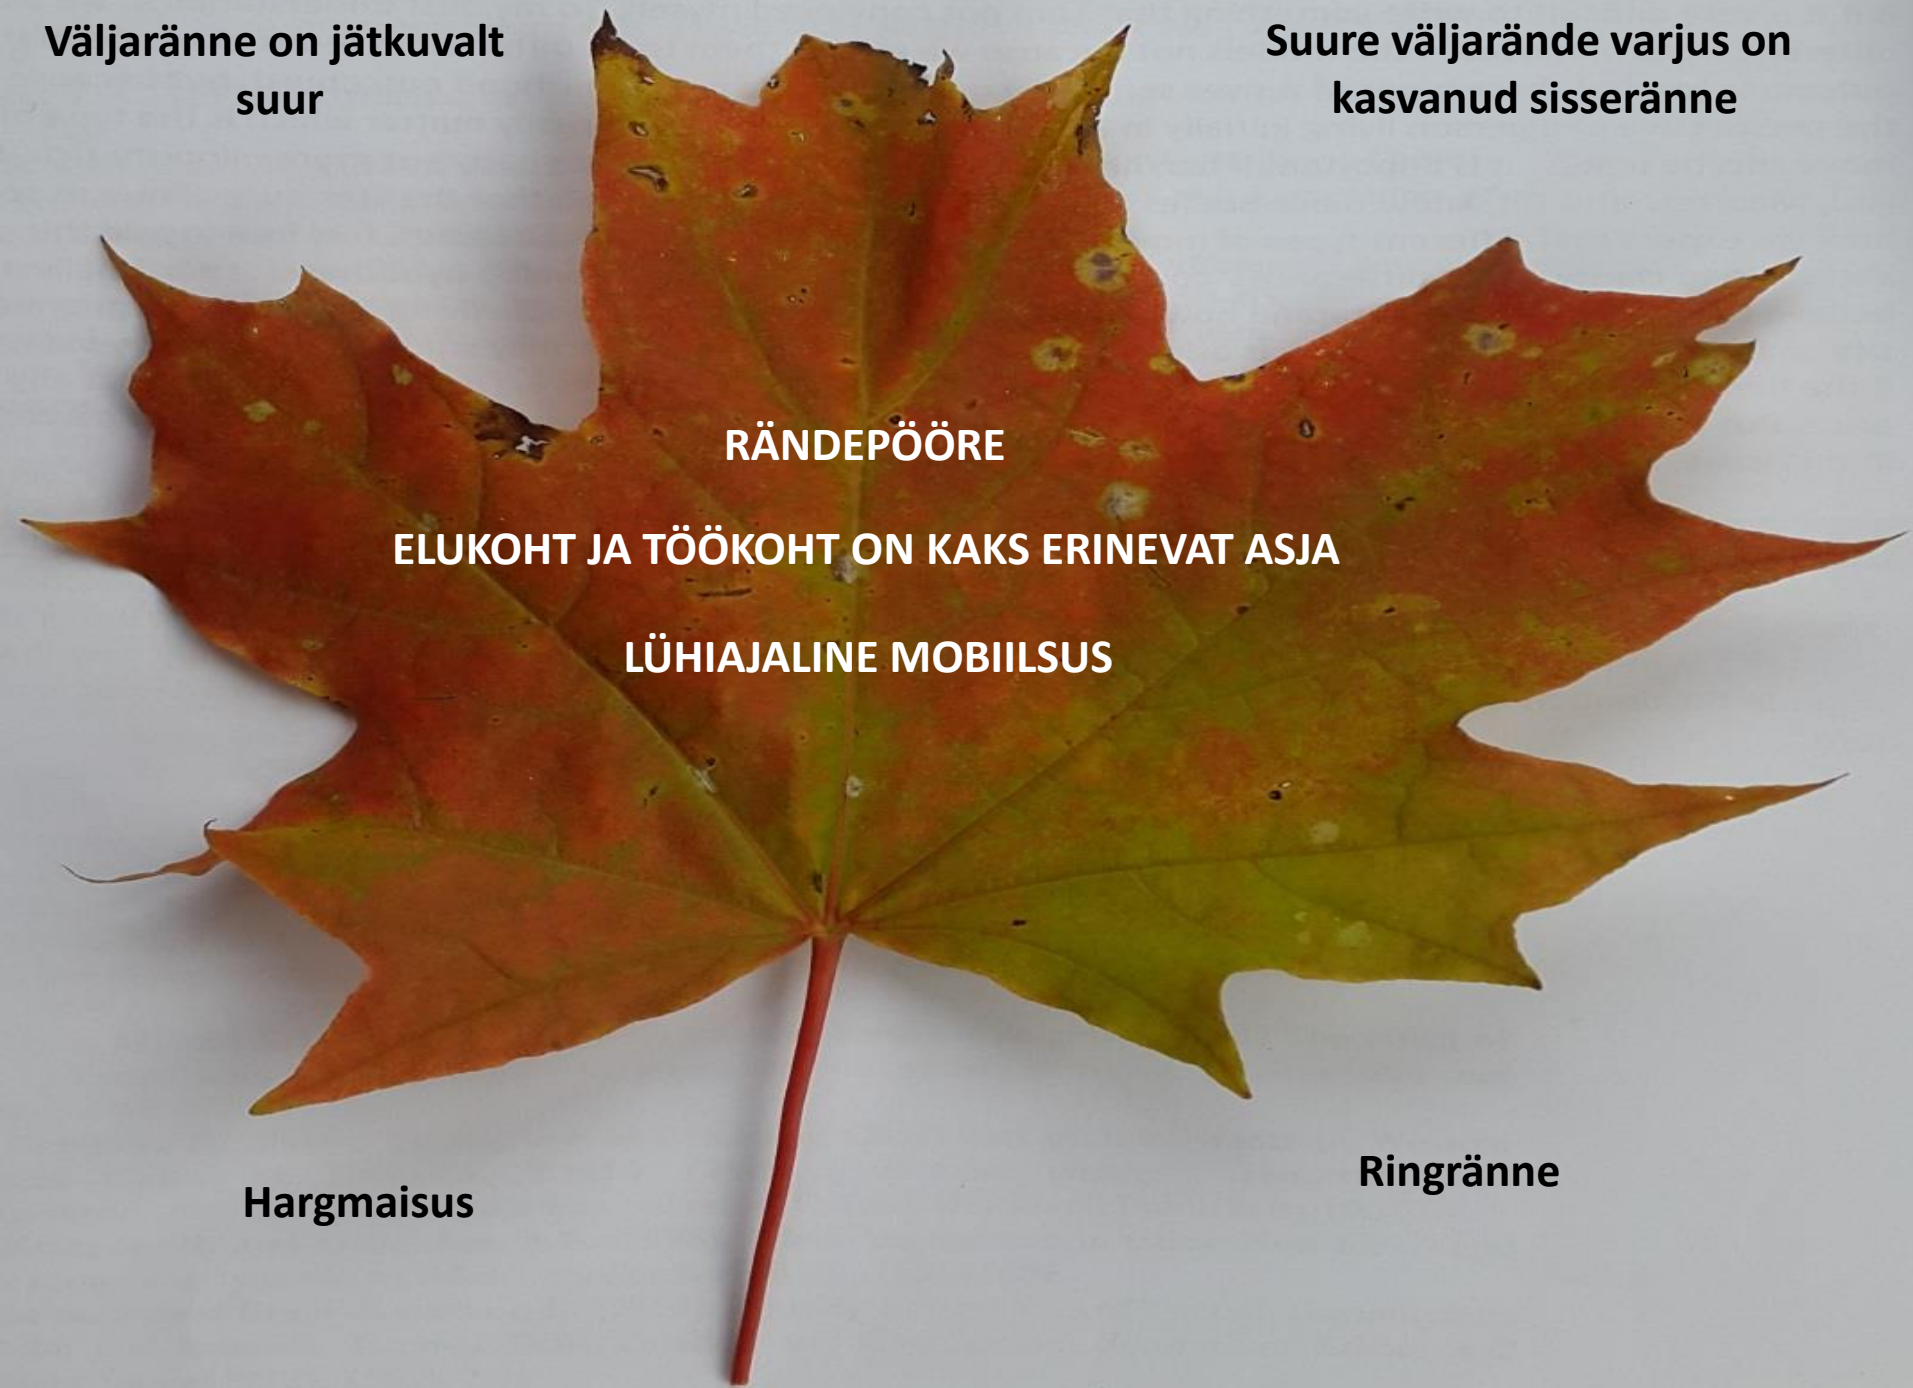 Väljaränne on jätkuvalt
suur
Suure väljarände varjus on
kasvanud sisseränne
RÄNDEPÖÖRE
ELUKOHT JA TÖÖKOHT ON KAKS ERINEVAT ASJA
LÜHIAJALINE MOBIILSUS
Hargmaisus
Ringränne